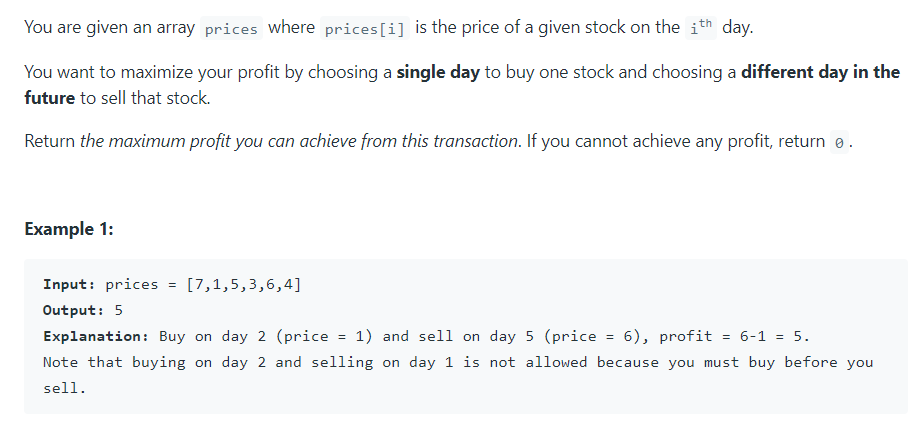 You are given an array prices where prices[i] is the price of a given stock on the ith day.
You want to maximize your profit by choosing a single day to buy one stock and choosing a different day in the
future to sell that stock.
Return the maximum profit you can achieve from this transaction. If you cannot achieve any profit, return 0.
Example 1:
Input: prices = [7,1,5,3,6,4]
Output: 5
Explanation: Buy on day 2 (price = 1) and sell on day 5 (price = 6), profit = 6-1 = 5.
Note that buying on day 2 and selling on day 1 is not allowed because you must buy before you
sell.